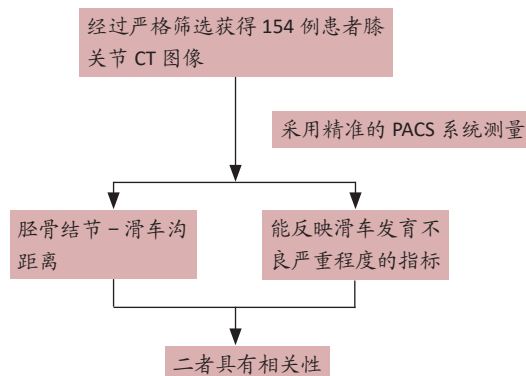 经过严格筛选获得 154 例患者膝
关节 CT 图像
采用精准的 PACS 系统测量
胫骨结节－滑车沟
距离
能反映滑车发育不
良严重程度的指标
二者具有相关性